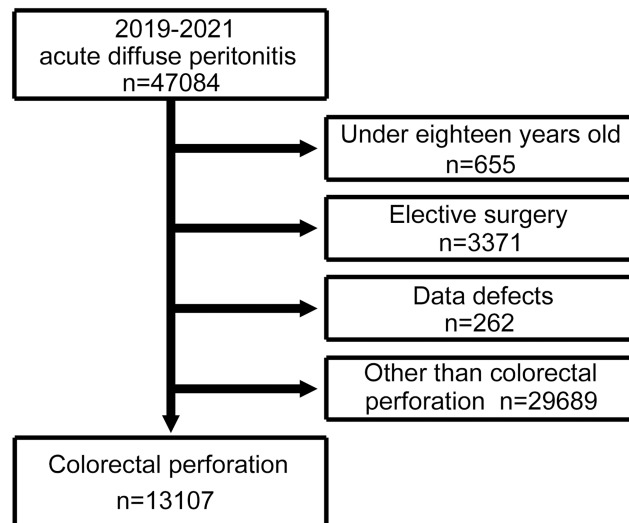 2019-2021
acute diffuse peritonitis
n=47084
Under eighteen years old
n=655
Elective surgery
n=3371
Data defects
n=262
Other than colorectal
perforation n=29689
Colorectal perforation
n=13107